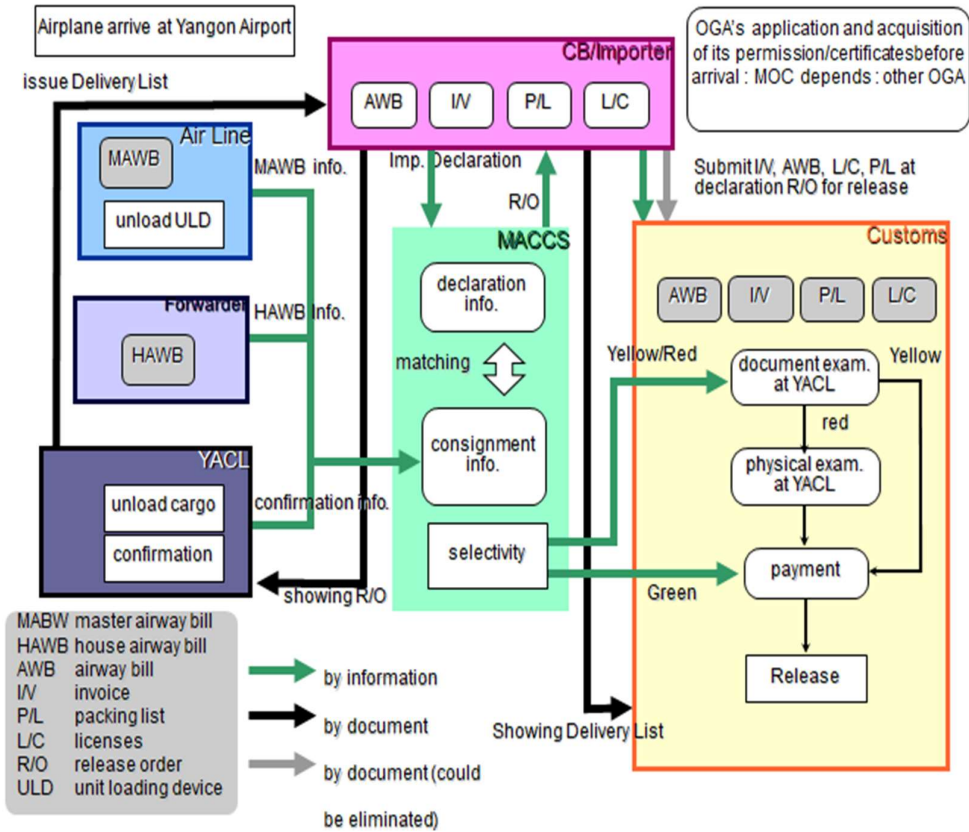 Airplane arrive at Yangon Airport
OGA's application and acquisition
of its permission/certificatesbefore
arrival : MOC depends : other OGA
CB/Importer
AWB
I/V
P/L
L/C
issue Delivery List
Air Line
MAWB
unload ULD
MAWB info.
Imp. Declaration
R/O
Submit I/V, AWB, L/C, P/L at
declaration R/O for release
MACCS
declaration
info.
matching
consignment
info.
selectivity
Customs
AWB
I/V
P/L
L/C
Forwarder
HAWB
HAWB Info.
Yellow/Red
document exam.
at YACL
Yellow
red
physical exam.
at YACL
payment
Release
YACL
unload cargo
confirmation
confirmation info.
showing R/O
Green
Showing Delivery List
MABW master airway bill
HAWB house airway bill
AWB airway bill
I/V invoice
P/L packing list
L/C licenses
R/O release order
ULD unit loading device
by information
by document
by document (could
be eliminated)